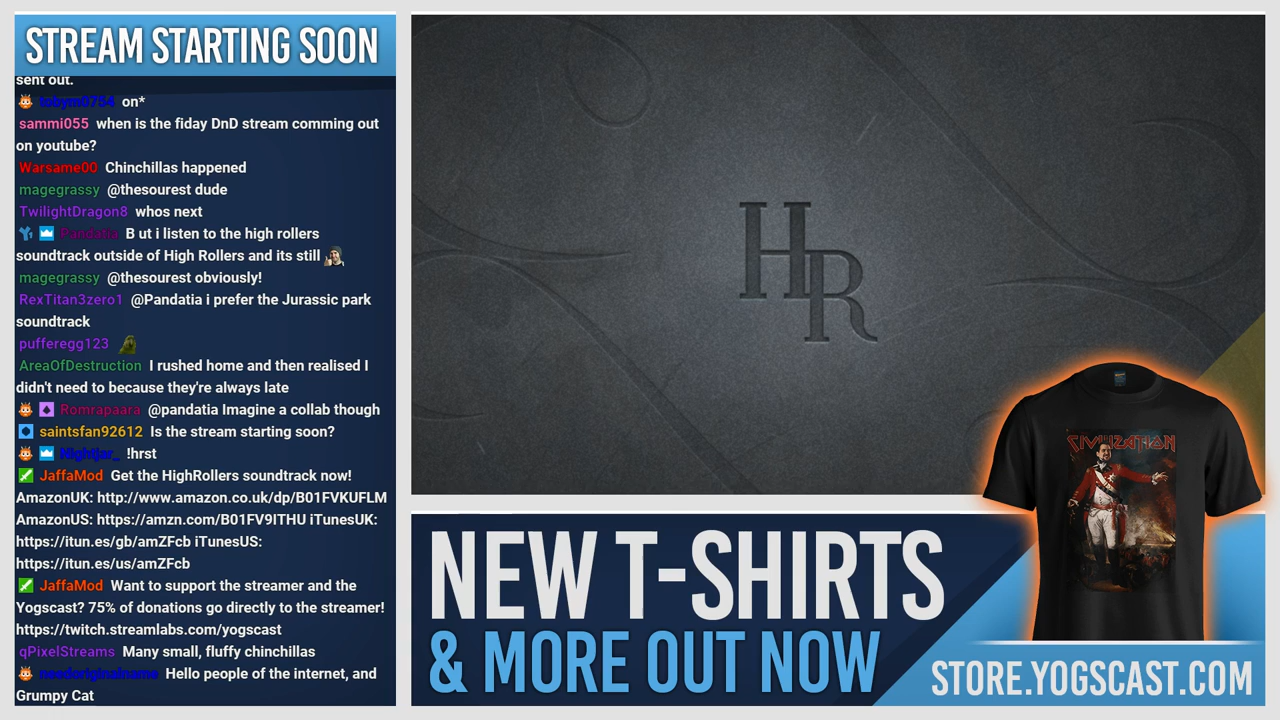 STREAM STARTING SOON
sent out.
tobym0754 on*
sammi055 when is the fiday DnD stream comming out
on youtube?
Warsame00 Chinchillas happened
magegrassy @thesourest dude
TwilightDragon8 whos next
Pandatia B ut i listen to the high rollers
soundtrack outside of High Rollers and its still
magegrassy @thesourest obviously!
RexTitan3zero1 @Pandatia i prefer the Jurassic park
soundtrack
pufferegg123
AreaOfDestruction I rushed home and then realised I
didn't need to because they're always late
Romrapaara @pandatia Imagine a collab though
saintsfan92612 Is the stream starting soon?
Nightjar_ !hrst
JaffaMod Get the HighRollers soundtrack now!
AmazonUK: http://www.amazon.co.uk/dp/B01FVKUFLM
AmazonUS: https://amzn.com/B01FV9ITHU iTunesUK:
https://itun.es/gb/amZFcb iTunesUS:
https://itun.es/us/amZFcb
JaffaMod Want to support the streamer and the
Yogscast? 75% of donations go directly to the streamer!
https://twitch.streamlabs.com/yogscast
qPixelStreams Many small, fluffy chinchillas
needoriginalname Hello people of the internet, and
Grumpy Cat
HR
CIVILIZATION
NEW T-SHIRTS
& MORE OUT NOW
STORE.YOGSCAST.COM